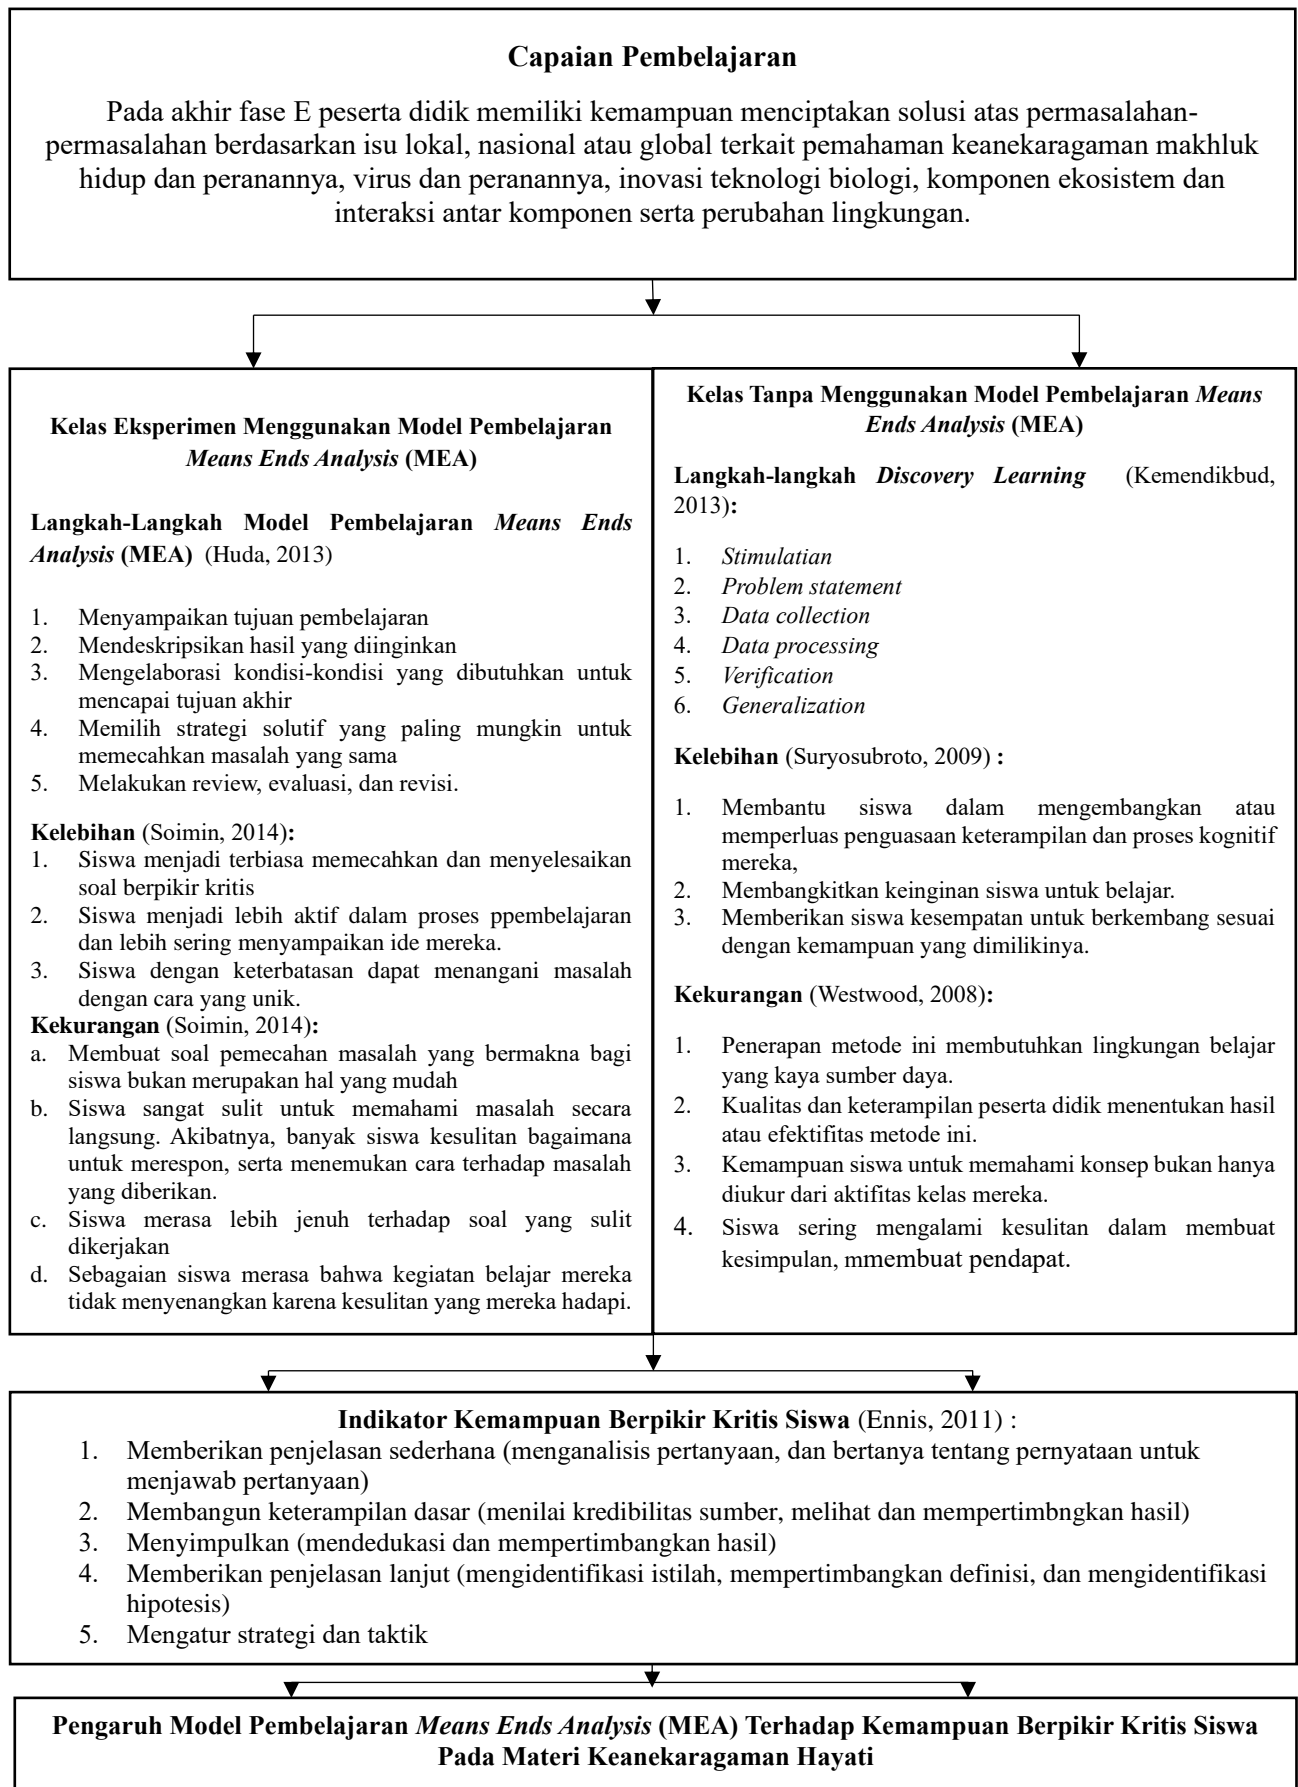 Capaian Pembelajaran
Pada akhir fase E peserta didik memiliki kemampuan menciptakan solusi atas permasalahan-
permasalahan berdasarkan isu lokal, nasional atau global terkait pemahaman keanekaragaman makhluk
hidup dan peranannya, virus dan peranannya, inovasi teknologi biologi, komponen ekosistem dan
interaksi antar komponen serta perubahan lingkungan.
Kelas Eksperimen Menggunakan Model Pembelajaran
Means Ends Analysis (MEA)
Langkah-Langkah Model Pembelajaran Means Ends
Analysis (MEA) (Huda, 2013)
1. Menyampaikan tujuan pembelajaran
2. Mendeskripsikan hasil yang diinginkan
3. Mengelaborasi kondisi-kondisi yang dibutuhkan untuk
mencapai tujuan akhir
4. Memilih strategi solutif yang paling mungkin untuk
memecahkan masalah yang sama
5. Melakukan review, evaluasi, dan revisi.
Kelebihan (Soimin, 2014):
1. Siswa menjadi terbiasa memecahkan dan menyelesaikan
soal berpikir kritis
2. Siswa menjadi lebih aktif dalam proses ppembelajaran
dan lebih sering menyampaikan ide mereka.
3. Siswa dengan keterbatasan dapat menangani masalah
dengan cara yang unik.
Kekurangan (Soimin, 2014):
a. Membuat soal pemecahan masalah yang bermakna bagi
siswa bukan merupakan hal yang mudah
b. Siswa sangat sulit untuk memahami masalah secara
langsung. Akibatnya, banyak siswa kesulitan bagaimana
untuk merespon, serta menemukan cara terhadap masalah
yang diberikan.
c. Siswa merasa lebih jenuh terhadap soal yang sulit
dikerjakan
d. Sebagaian siswa merasa bahwa kegiatan belajar mereka
tidak menyenangkan karena kesulitan yang mereka hadapi.
Kelas Tanpa Menggunakan Model Pembelajaran Means
Ends Analysis (MEA)
Langkah-langkah Discovery Learning (Kemendikbud,
2013):
1. Stimulatian
2. Problem statement
3. Data collection
4. Data processing
5. Verification
6. Generalization
Kelebihan (Suryosubroto, 2009) :
1. Membantu siswa dalam mengembangkan atau
memperluas penguasaan keterampilan dan proses kognitif
mereka,
2. Membangkitkan keinginan siswa untuk belajar.
3. Memberikan siswa kesempatan untuk berkembang sesuai
dengan kemampuan yang dimilikinya.
Kekurangan (Westwood, 2008):
1. Penerapan metode ini membutuhkan lingkungan belajar
yang kaya sumber daya.
2. Kualitas dan keterampilan peserta didik menentukan hasil
atau efektifitas metode ini.
3. Kemampuan siswa untuk memahami konsep bukan hanya
diukur dari aktifitas kelas mereka.
4. Siswa sering mengalami kesulitan dalam membuat
kesimpulan, mmembuat pendapat.
Indikator Kemampuan Berpikir Kritis Siswa (Ennis, 2011) :
1. Memberikan penjelasan sederhana (menganalisis pertanyaan, dan bertanya tentang pernyataan untuk
menjawab pertanyaan)
2. Membangun keterampilan dasar (menilai kredibilitas sumber, melihat dan mempertimbngkan hasil)
3. Menyimpulkan (mendedukasi dan mempertimbangkan hasil)
4. Memberikan penjelasan lanjut (mengidentifikasi istilah, mempertimbangkan definisi, dan mengidentifikasi
hipotesis)
5. Mengatur strategi dan taktik
Pengaruh Model Pembelajaran Means Ends Analysis (MEA) Terhadap Kemampuan Berpikir Kritis Siswa
Pada Materi Keanekaragaman Hayati